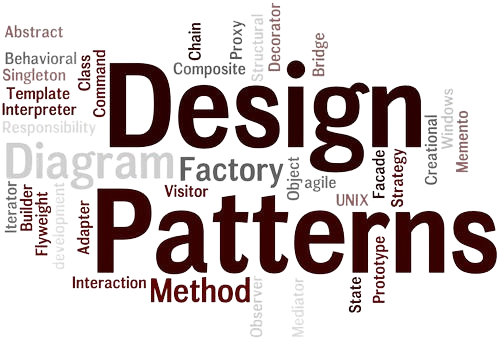 Abstract
Behavioral
Singleton
Template
Interpreter
Responsibility
Class
Command
Chain
Composite
Proxy
Structural
Decorator
Bridge
Design
Diagram
Factory
Visitor
Object
agile
UNIX
Facade
Strategy
Creational
Windows
Memento
Iterator
Builder
Flyweight
development
Adapter
Patterns
Interaction
Method
Observer
Mediator
State
Prototype